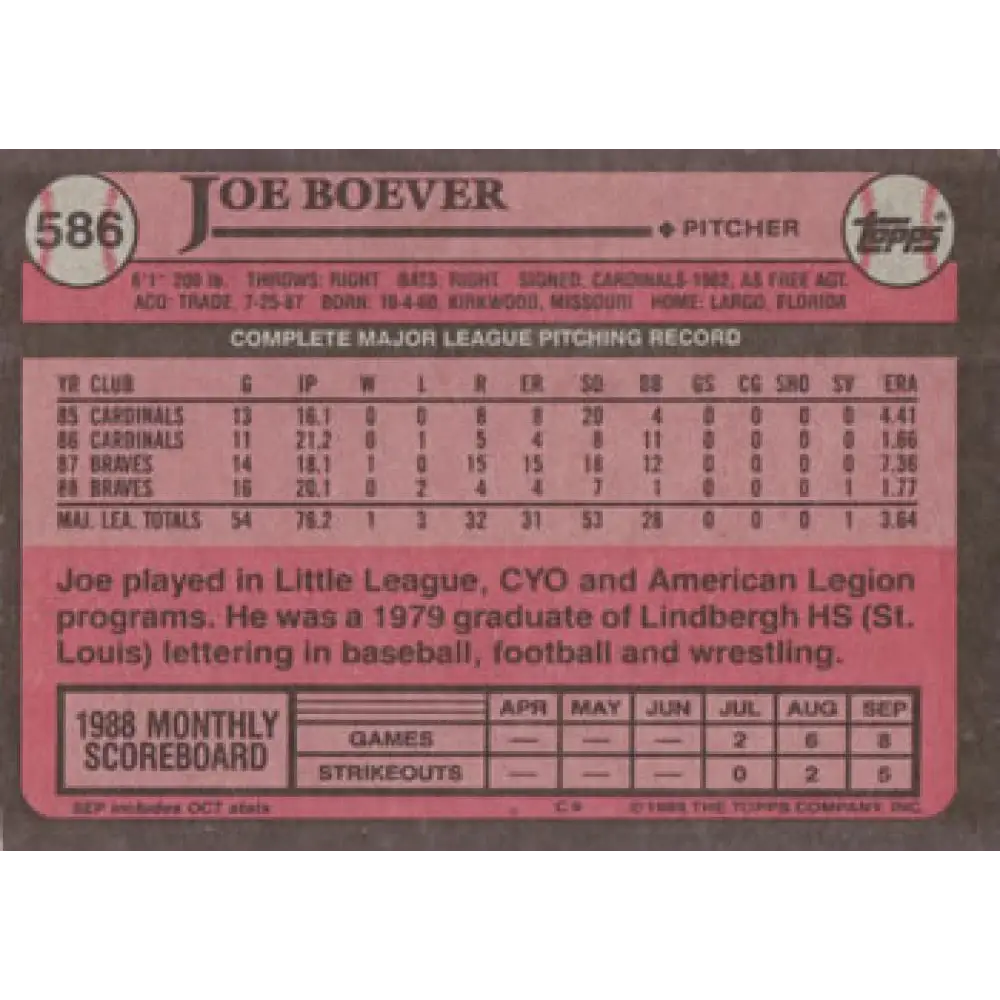 586
JOE BOEVER
◆ PITCHER
TOPPS®
6'1" 200 lb. THROWS: RIGHT BATS: RIGHT SIGNED: CARDINALS-1982, AS FREE AGT.
ACQ: TRADE, 7-25-87 BORN: 10-4-60, KIRKWOOD, MISSOURI HOME: LARGO, FLORIDA
COMPLETE MAJOR LEAGUE PITCHING RECORD
YR CLUB G IP W L R ER SO BB GS CG SHO SV ERA
85 CARDINALS 13 16.1 0 0 8 8 20 4 0 0 0 0 4.41
86 CARDINALS 11 21.2 0 1 5 4 8 11 0 0 0 0 1.66
87 BRAVES 14 18.1 1 0 15 15 18 12 0 0 0 0 7.36
88 BRAVES 16 20.1 0 2 4 4 7 1 0 0 0 1 1.77
MAJ. LEA. TOTALS 54 76.2 1 3 32 31 53 28 0 0 0 1 3.64
Joe played in Little League, CYO and American Legion
programs. He was a 1979 graduate of Lindbergh HS (St.
Louis) lettering in baseball, football and wrestling.
1988 MONTHLY SCOREBOARD
APR MAY JUN JUL AUG SEP
GAMES — — — 2 6 8
STRIKEOUTS — — — 0 2 5
SEP includes OCT stats © 1989 THE TOPPS COMPANY, INC.